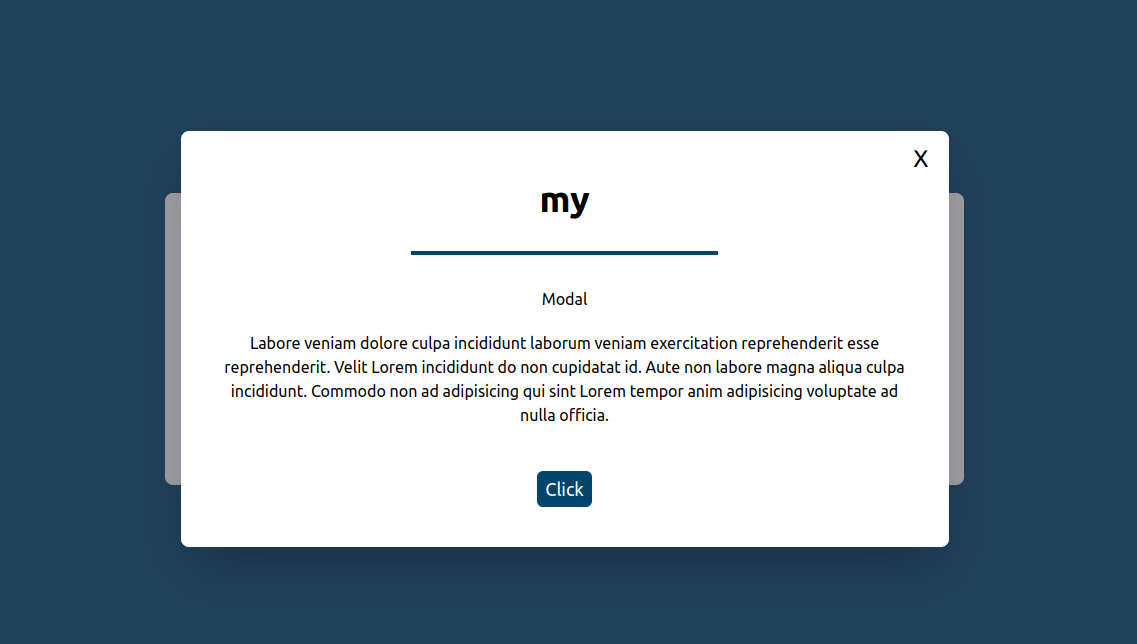 X
my
Modal
Labore veniam dolore culpa incididunt laborum veniam exercitation reprehenderit esse
reprehenderit. Velit Lorem incididunt do non cupidatat id. Aute non labore magna aliqua culpa
incididunt. Commodo non ad adipisicing qui sint Lorem tempor anim adipisicing voluptate ad
nulla officia.
Click